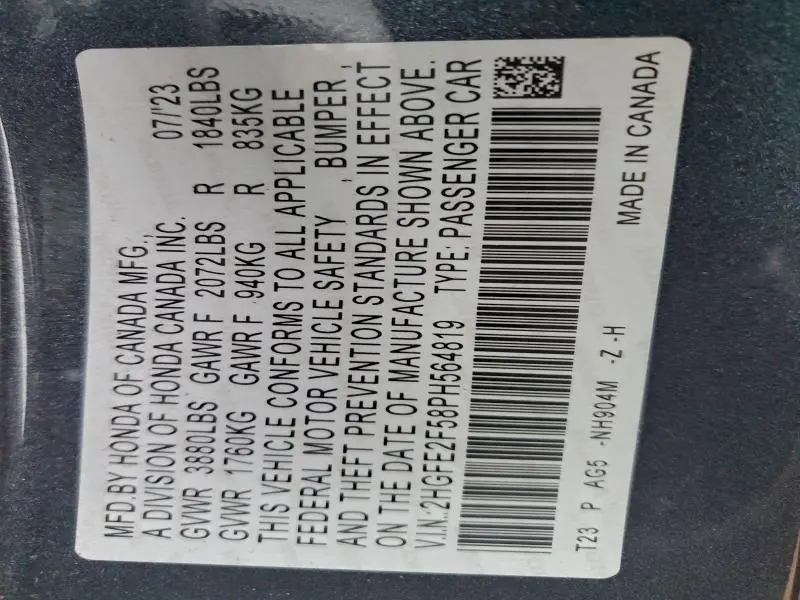 MFD.BY HONDA OF CANADA MFG., 07/23
A DIVISION OF HONDA CANADA INC.
GVWR 3880LBS GAWR F 2072LBS R 1840LBS
GVWR 1760KG GAWR F 940KG R 835KG
THIS VEHICLE CONFORMS TO ALL APPLICABLE
FEDERAL MOTOR VEHICLE SAFETY , BUMPER ,
AND THEFT PREVENTION STANDARDS IN EFFECT
ON THE DATE OF MANUFACTURE SHOWN ABOVE.
V.I.N.:2HGFE2F58PH564819 TYPE: PASSENGER CAR
T23 P AG5 -NH904M -Z -H
MADE IN CANADA